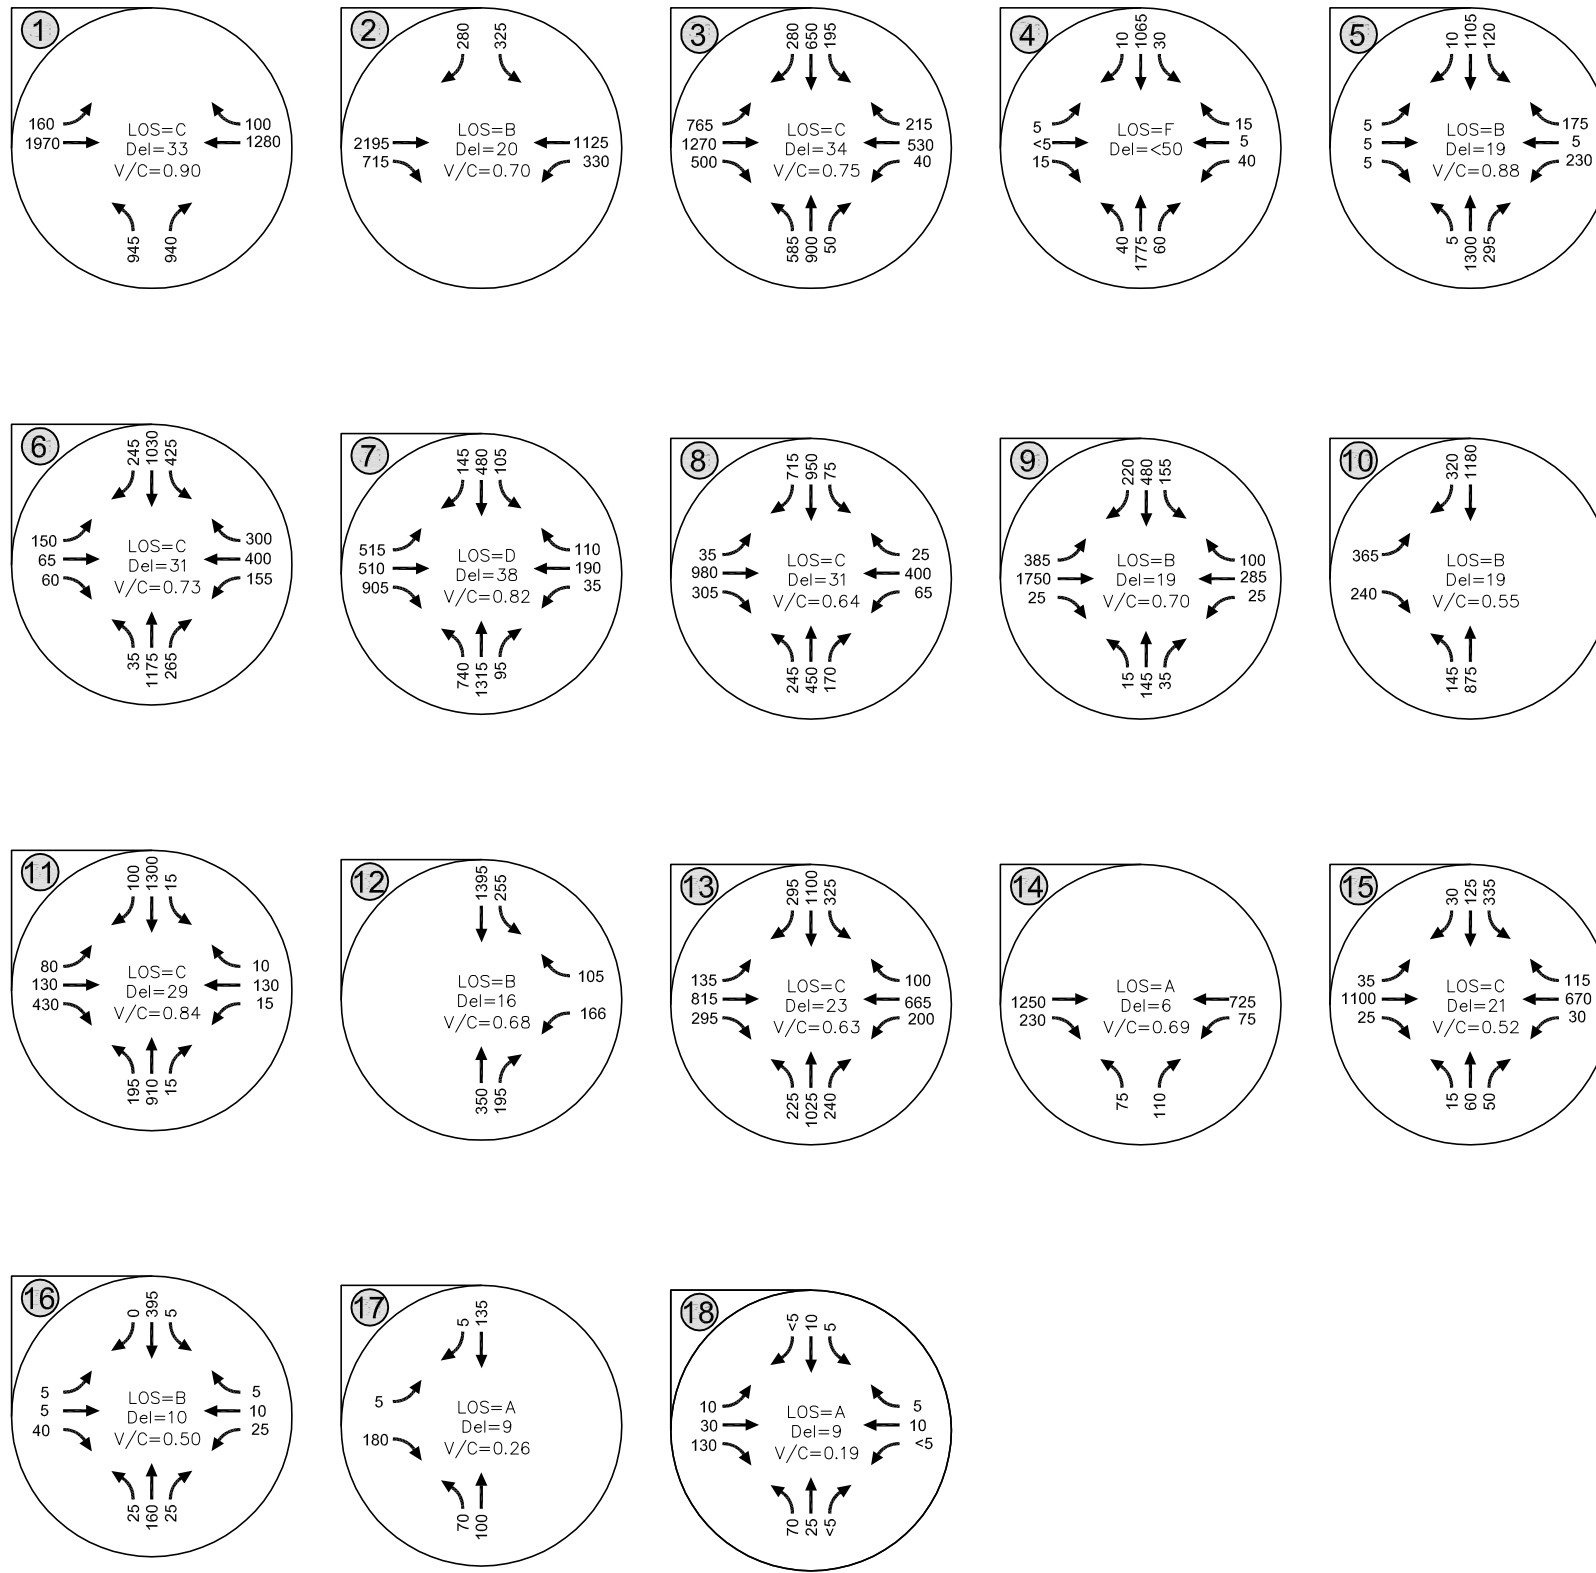 1
160
1970
100
1280
LOS=C
Del=33
V/C=0.90
945 940
2
280 325
2195
715
1125
330
LOS=B
Del=20
V/C=0.70
3
280 650 195
765
1270
500
215
530
40
LOS=C
Del=34
V/C=0.75
585 900 50
4
10 1065 30
5
<5
15
15
5
40
LOS=F
Del=<50
40 1775 60
5
10 1105 120
5
5
5
175
5
230
LOS=B
Del=19
V/C=0.88
5 1300 295
6
245 1030 425
150
65
60
300
400
155
LOS=C
Del=31
V/C=0.73
35 1175 265
7
145 480 105
515
510
905
110
190
35
LOS=D
Del=38
V/C=0.82
740 1315 95
8
715 950 75
35
980
305
25
400
65
LOS=C
Del=31
V/C=0.64
245 450 170
9
220 480 155
385
1750
25
100
285
25
LOS=B
Del=19
V/C=0.70
15 145 35
10
320 1180
365
240
LOS=B
Del=19
V/C=0.55
145 875
11
100 1300 15
80
130
430
10
130
15
LOS=C
Del=29
V/C=0.84
195 910 15
12
1395 255
105
166
LOS=B
Del=16
V/C=0.68
350 195
13
295 1100 325
135
815
295
100
665
200
LOS=C
Del=23
V/C=0.63
225 1025 240
14
1250
230
725
75
LOS=A
Del=6
V/C=0.69
75 110
15
30 125 335
35
1100
25
115
670
30
LOS=C
Del=21
V/C=0.52
15 60 50
16
0 395 5
5
5
40
5
10
25
LOS=B
Del=10
V/C=0.50
25 160 25
17
5 135
5
180
LOS=A
Del=9
V/C=0.26
70 100
18
<5 10 5
10
30
130
5
10
<5
LOS=A
Del=9
V/C=0.19
70 25 <5